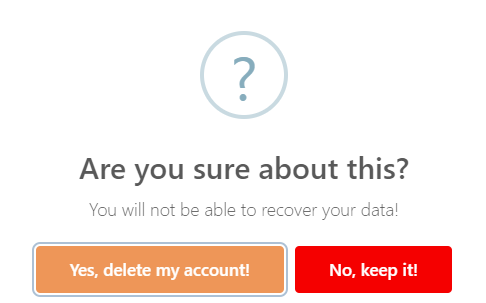 ?
Are you sure about this?
You will not be able to recover your data!
Yes, delete my account!
No, keep it!